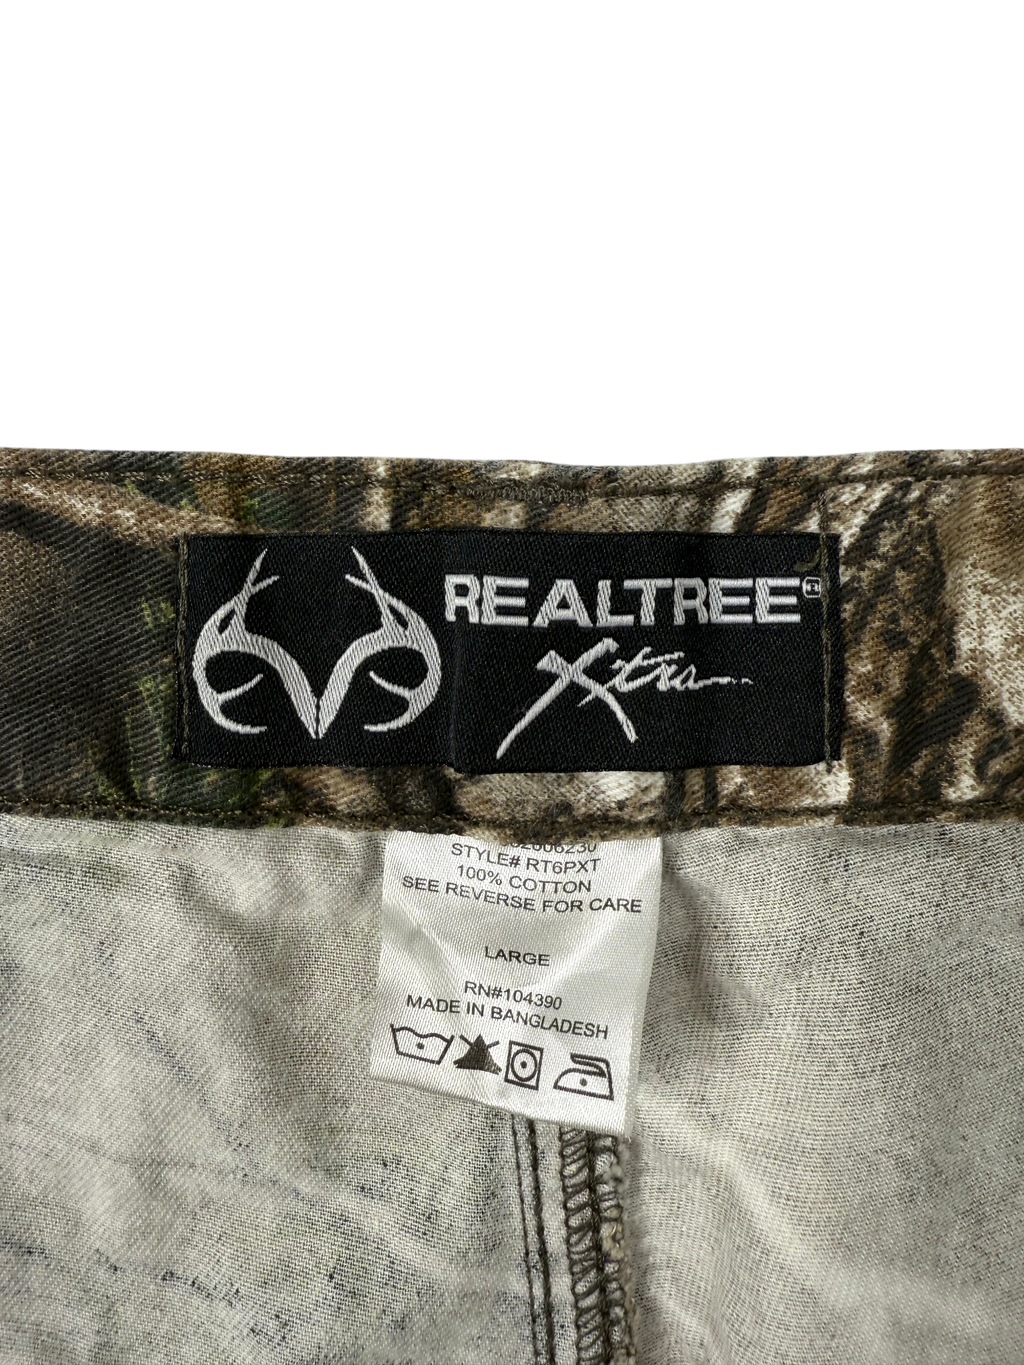 REALTREE®
Xtra
STYLE# RT6PXT
100% COTTON
SEE REVERSE FOR CARE
LARGE
RN#104390
MADE IN BANGLADESH